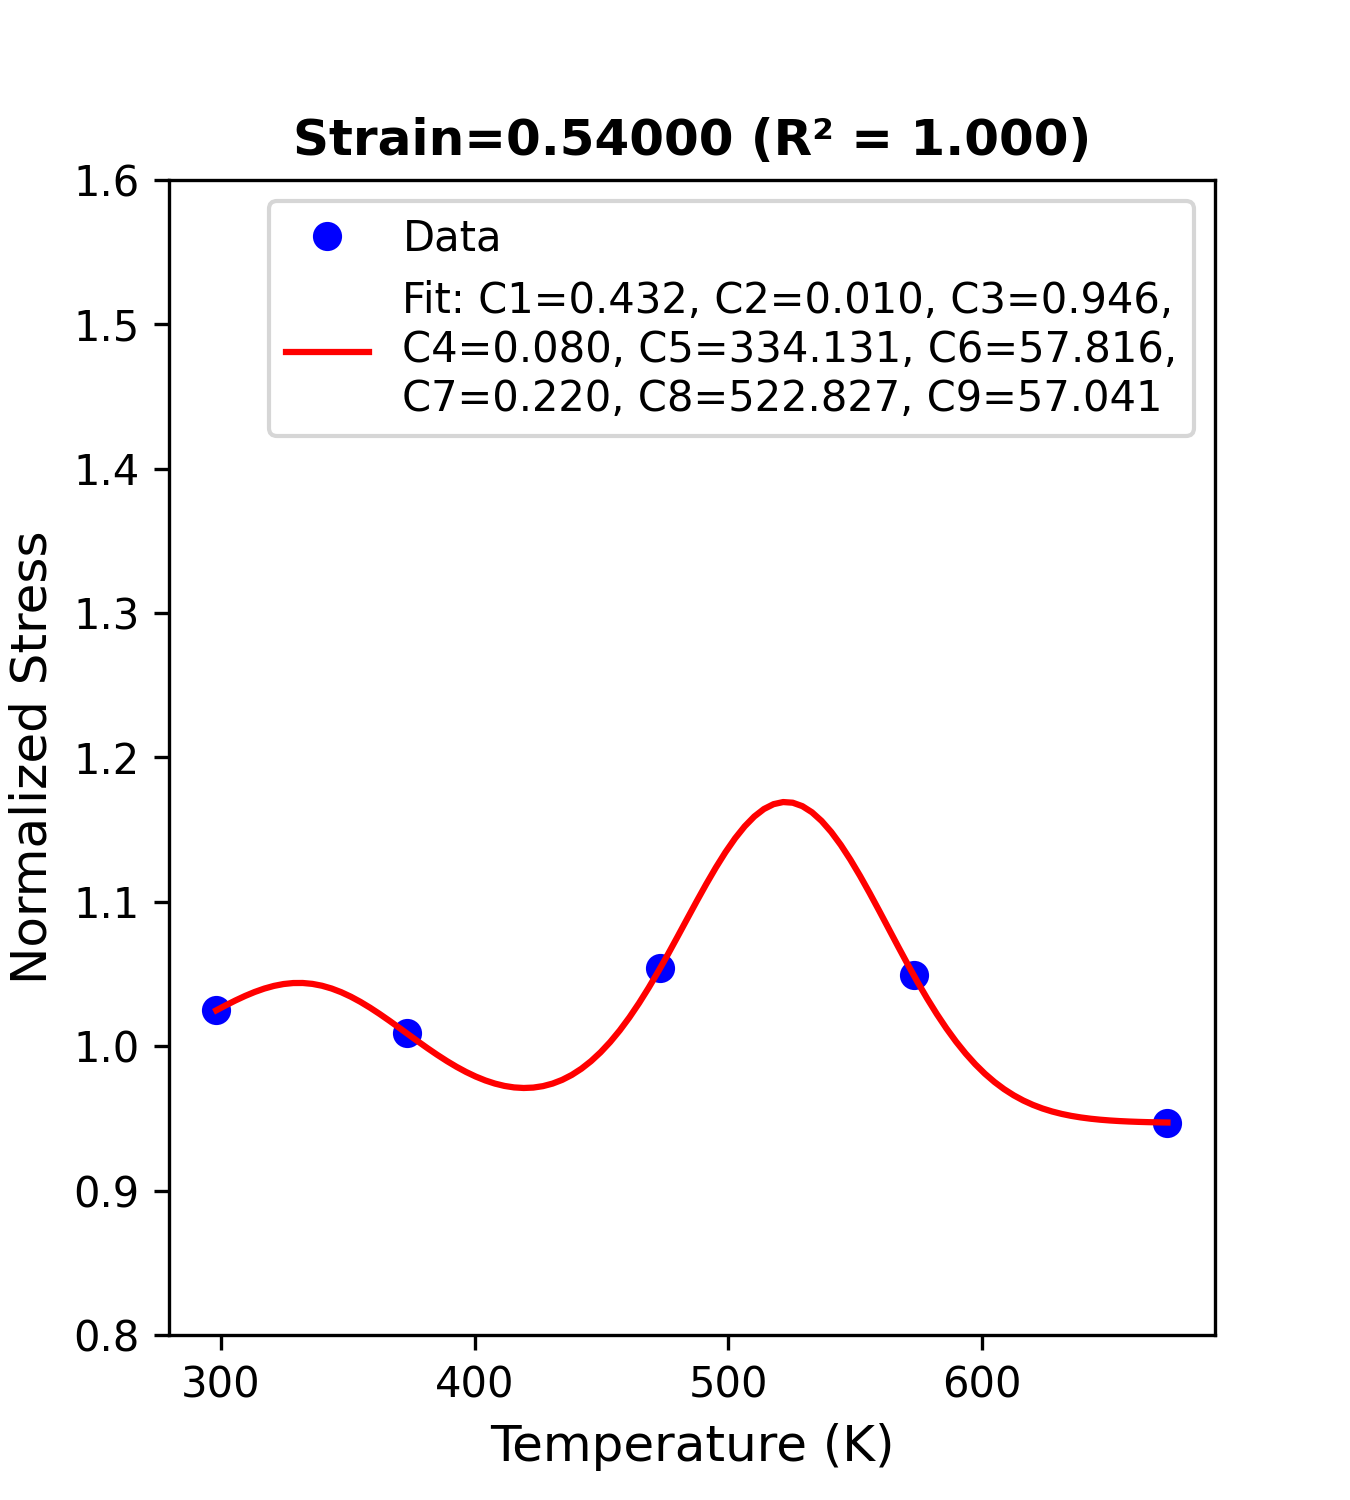 Strain=0.54000 (R² = 1.000)
1.6
1.5
1.4
1.3
1.2
1.1
1.0
0.9
0.8
Normalized Stress
Data
Fit: C1=0.432, C2=0.010, C3=0.946,
C4=0.080, C5=334.131, C6=57.816,
C7=0.220, C8=522.827, C9=57.041
300 400 500 600
Temperature (K)